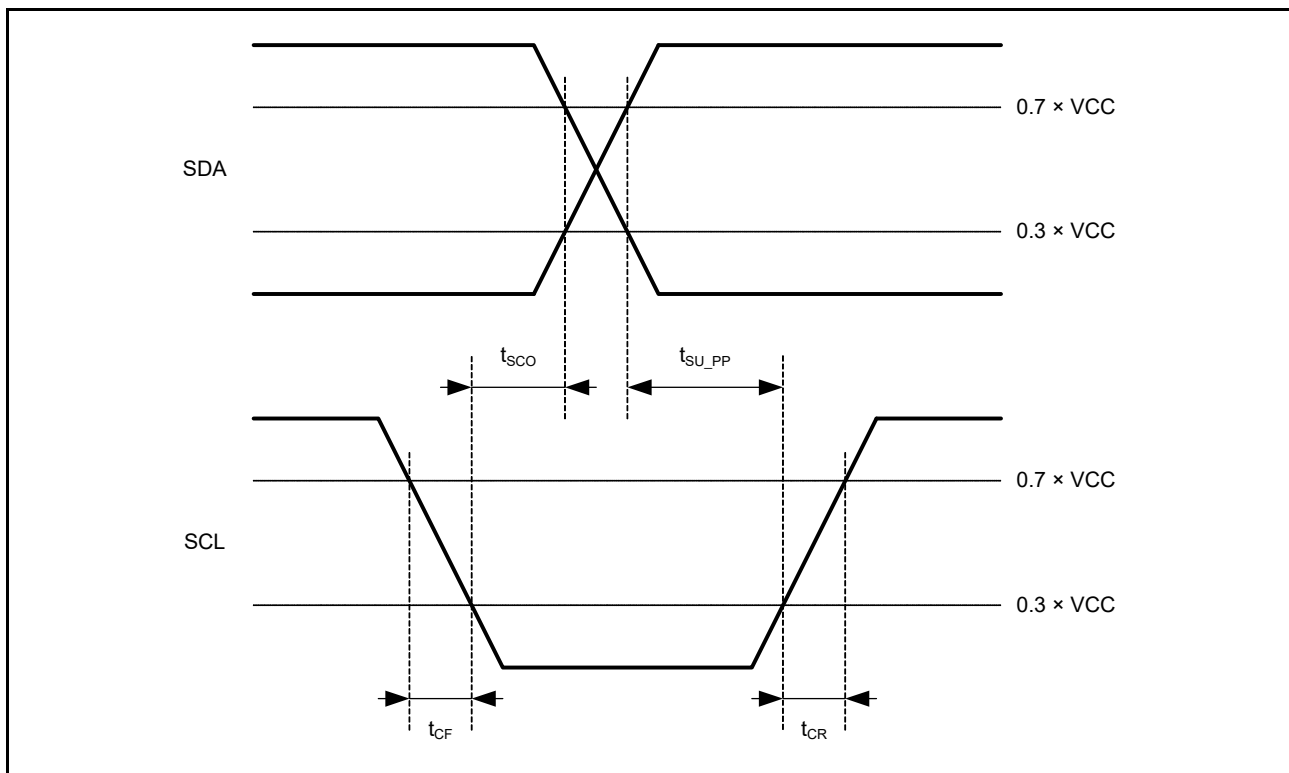 0.7 × VCC
SDA
0.3 × VCC
tSCO
tSU_PP
0.7 × VCC
SCL
0.3 × VCC
tCF
tCR